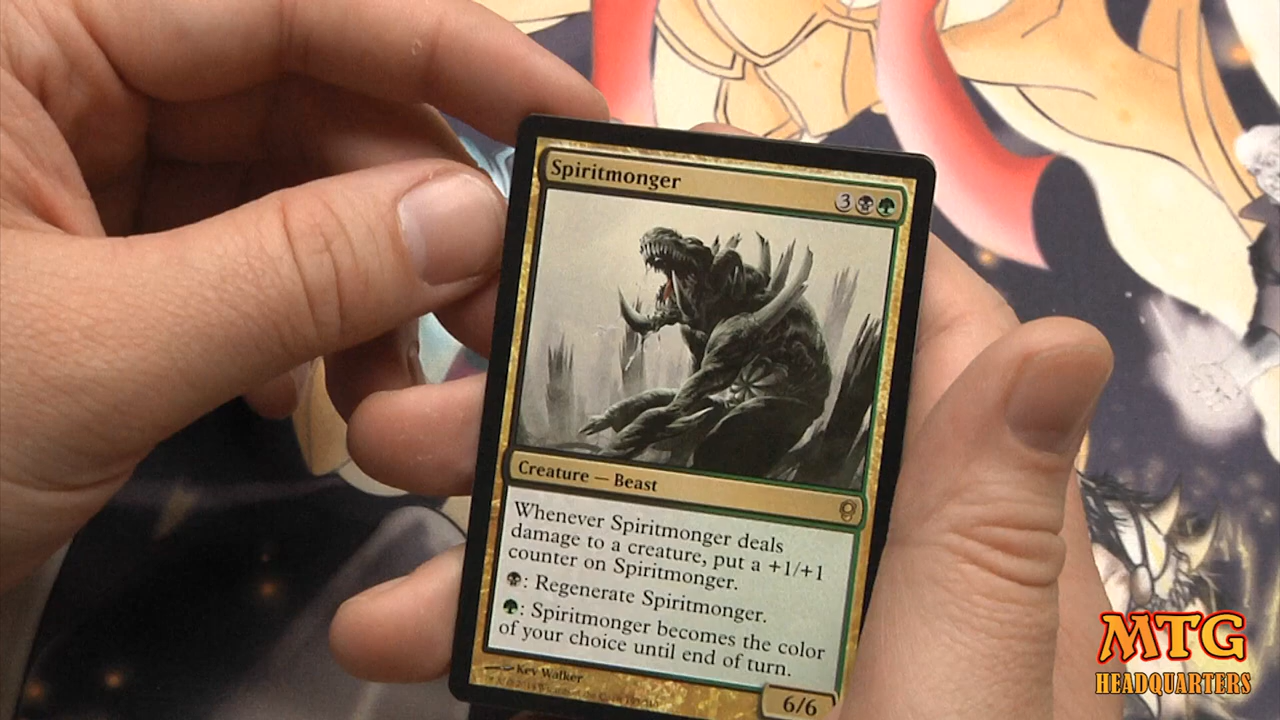 Spiritmonger
3
Creature — Beast
Whenever Spiritmonger deals
damage to a creature, put a +1/+1
counter on Spiritmonger.
: Regenerate Spiritmonger.
: Spiritmonger becomes the color
of your choice until end of turn.
Kev Walker
6/6
MTG
HEADQUARTERS